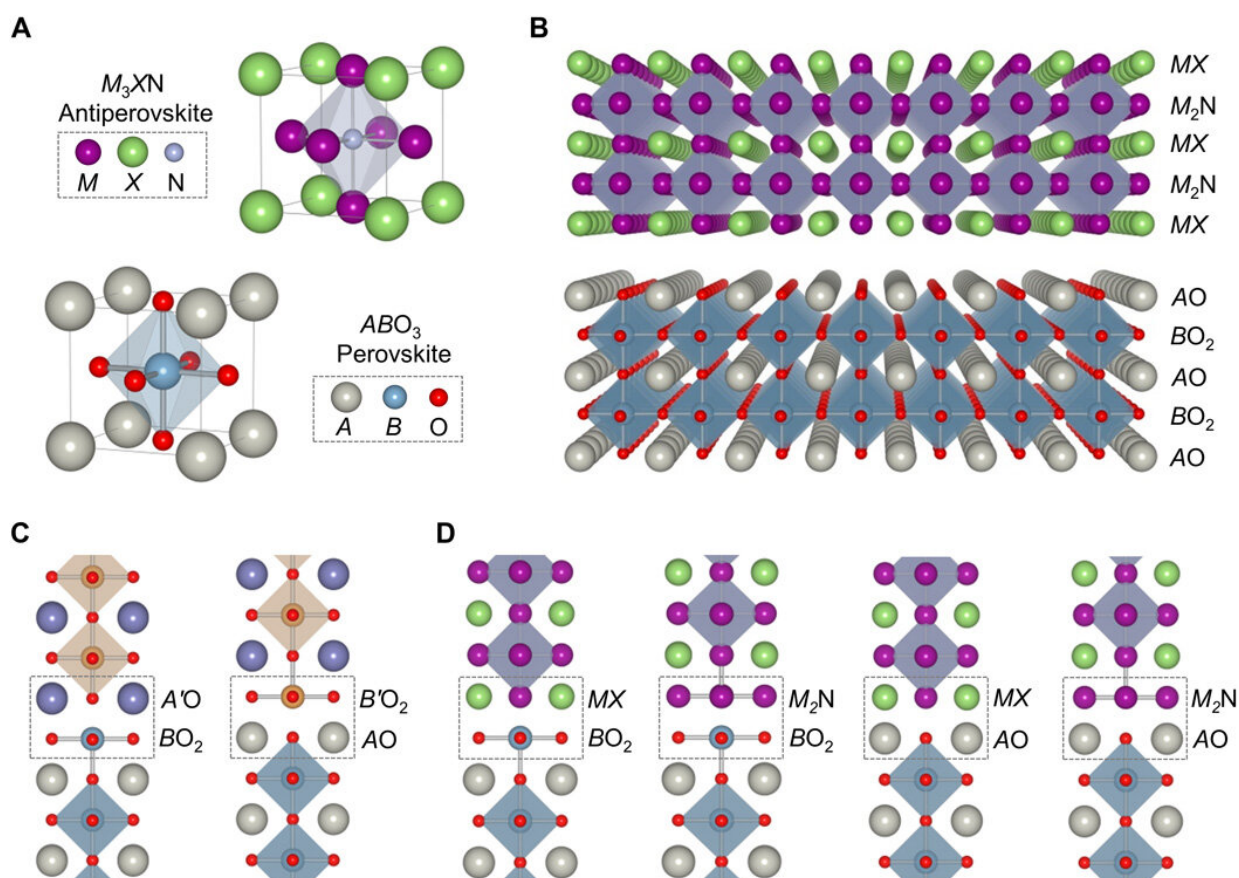 A
M₃XN
Antiperovskite
M X N
ABO₃
Perovskite
A B O
B
MX
M₂N
MX
M₂N
MX
AO
BO₂
AO
BO₂
AO
C
A′O
BO₂
B′O₂
AO
D
MX
BO₂
M₂N
BO₂
MX
AO
M₂N
AO